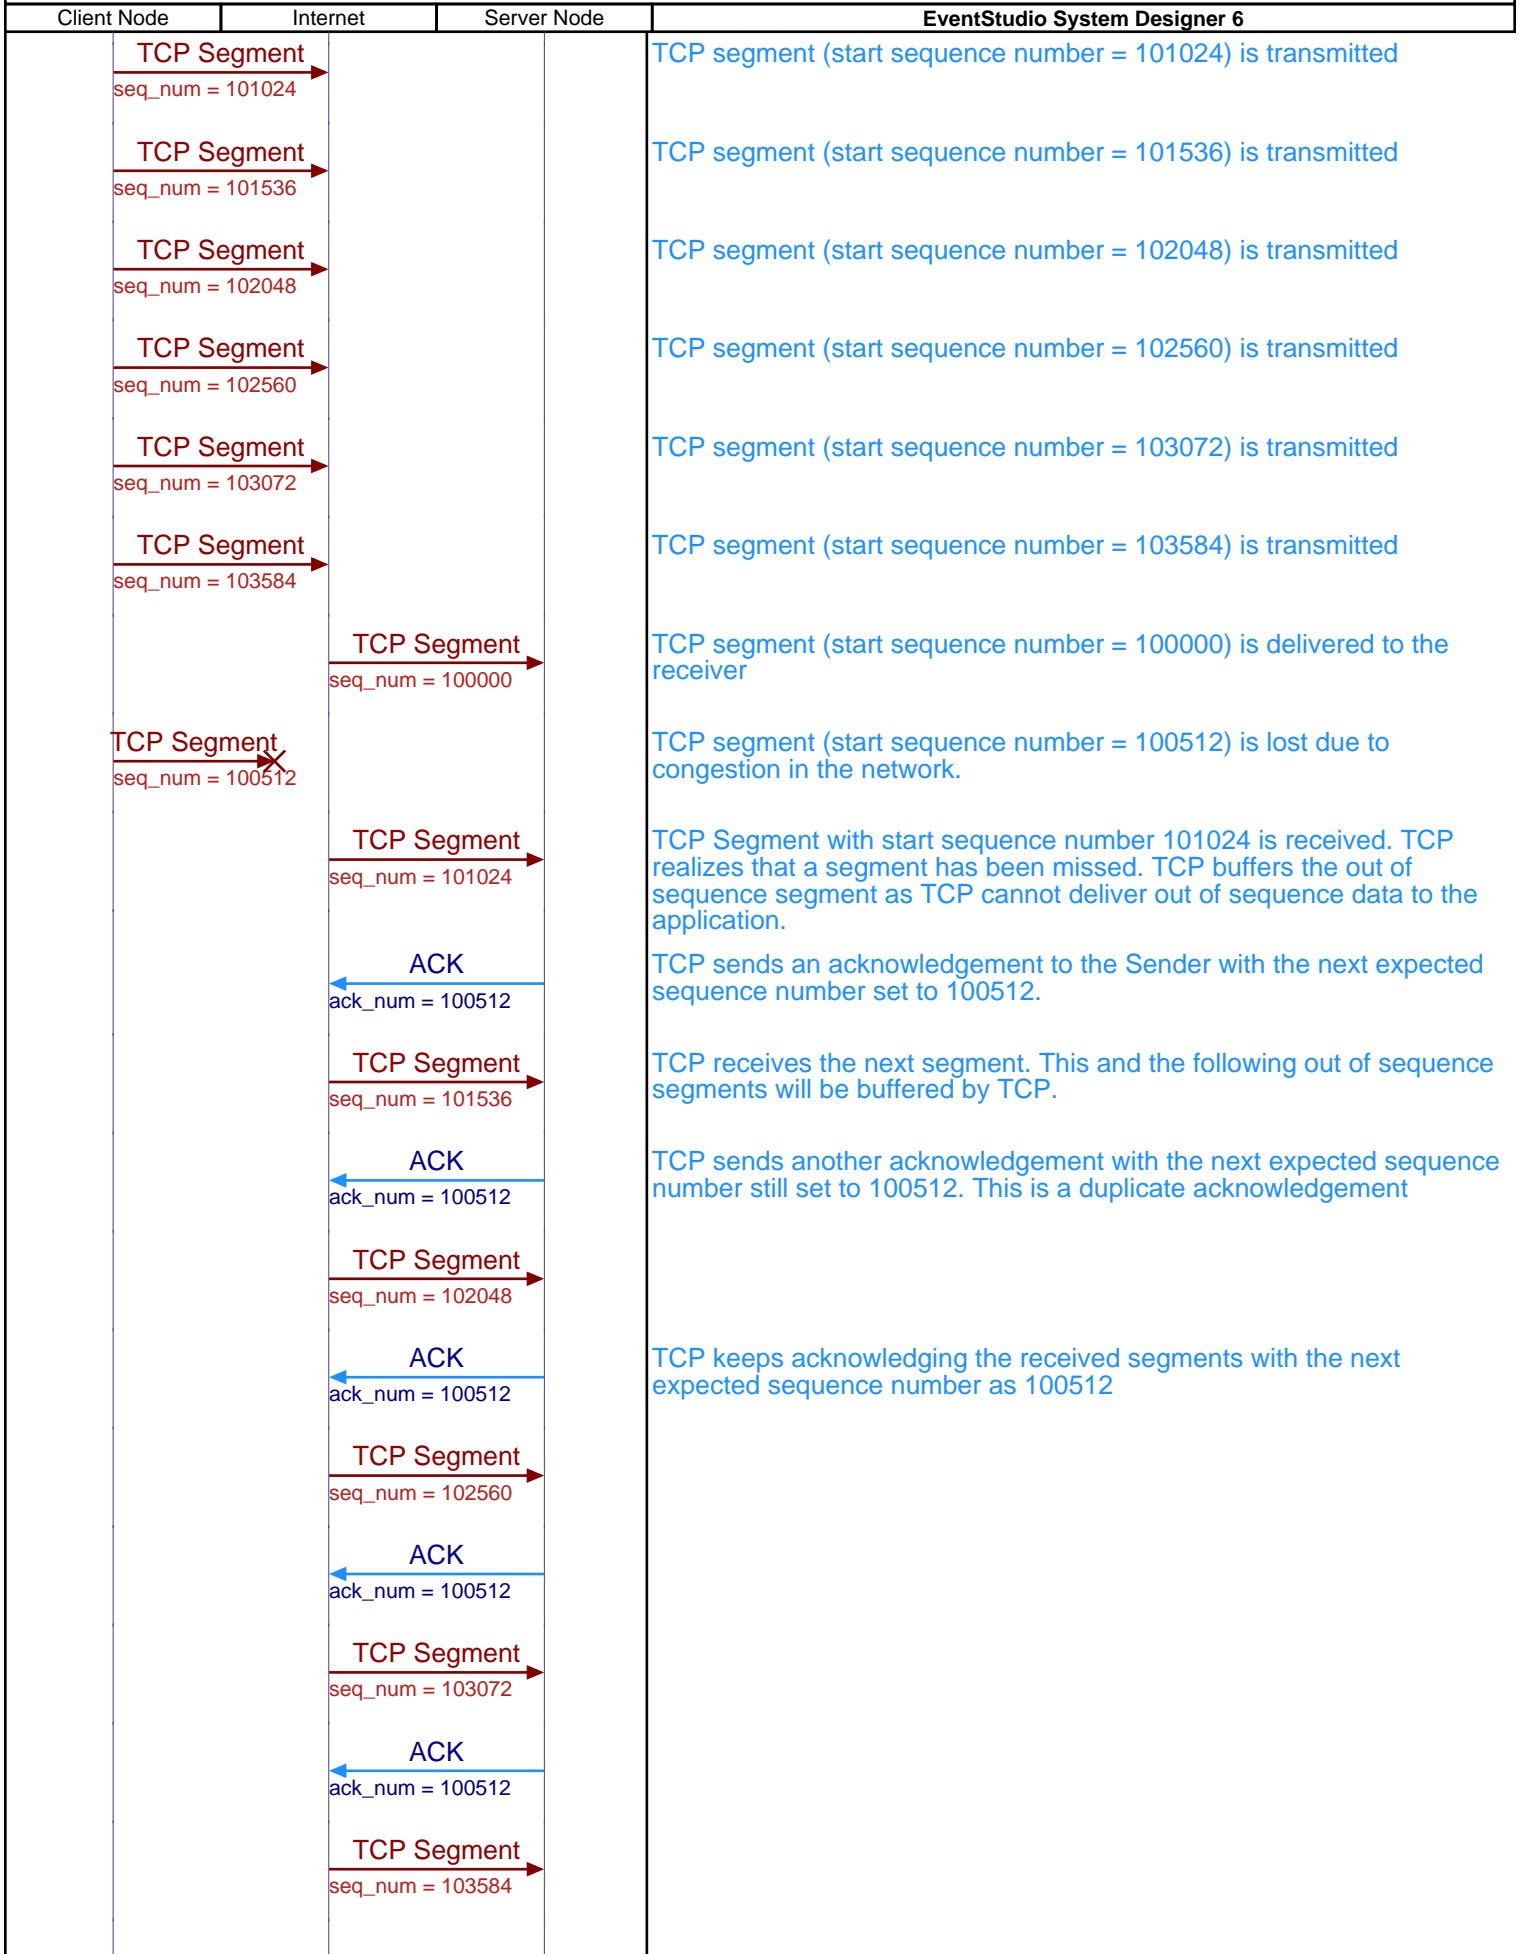 Client Node Internet Server Node EventStudio System Designer 6
TCP Segment
TCP segment (start sequence number = 101024) is transmitted
seq_num = 101024
TCP Segment
TCP segment (start sequence number = 101536) is transmitted
seq_num = 101536
TCP Segment
TCP segment (start sequence number = 102048) is transmitted
seq_num = 102048
TCP Segment
TCP segment (start sequence number = 102560) is transmitted
seq_num = 102560
TCP Segment
TCP segment (start sequence number = 103072) is transmitted
seq_num = 103072
TCP Segment
TCP segment (start sequence number = 103584) is transmitted
seq_num = 103584
TCP Segment
seq_num = 100000
TCP segment (start sequence number = 100000) is delivered to the
receiver
TCP Segment
seq_num = 100512
TCP segment (start sequence number = 100512) is lost due to
congestion in the network.
TCP Segment
seq_num = 101024
TCP Segment with start sequence number 101024 is received. TCP
realizes that a segment has been missed. TCP buffers the out of
sequence segment as TCP cannot deliver out of sequence data to the
application.
ACK
ack_num = 100512
TCP sends an acknowledgement to the Sender with the next expected
sequence number set to 100512.
TCP Segment
seq_num = 101536
TCP receives the next segment. This and the following out of sequence
segments will be buffered by TCP.
ACK
ack_num = 100512
TCP sends another acknowledgement with the next expected sequence
number still set to 100512. This is a duplicate acknowledgement
TCP Segment
seq_num = 102048
ACK
ack_num = 100512
TCP keeps acknowledging the received segments with the next
expected sequence number as 100512
TCP Segment
seq_num = 102560
ACK
ack_num = 100512
TCP Segment
seq_num = 103072
ACK
ack_num = 100512
TCP Segment
seq_num = 103584